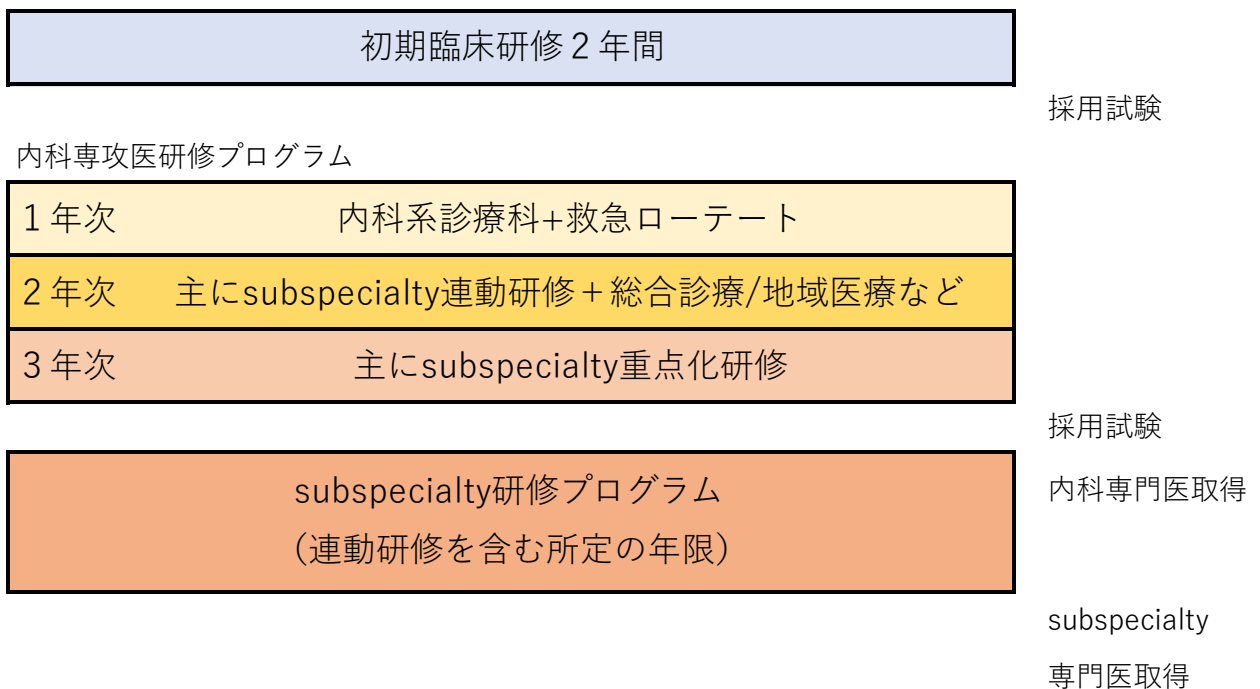 初期臨床研修２年間
採用試験
内科専攻医研修プログラム
１年次 内科系診療科+救急ローテート
２年次 主にsubspecialty連動研修＋総合診療/地域医療など
３年次 主にsubspecialty重点化研修
採用試験
subspecialty研修プログラム
（連動研修を含む所定の年限）
内科専門医取得
subspecialty
専門医取得